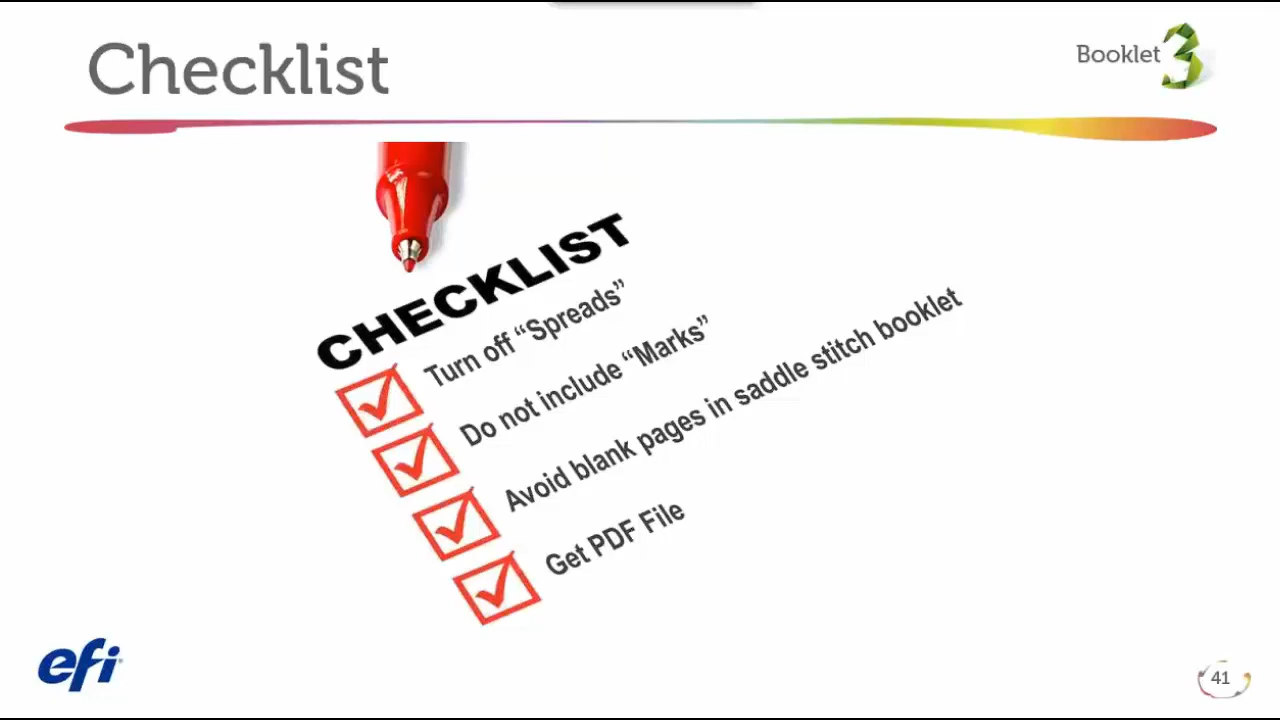 Checklist
Booklet 3
CHECKLIST
Turn off “Spreads”
Do not include “Marks”
Avoid blank pages in saddle stitch booklet
Get PDF File
efi
41